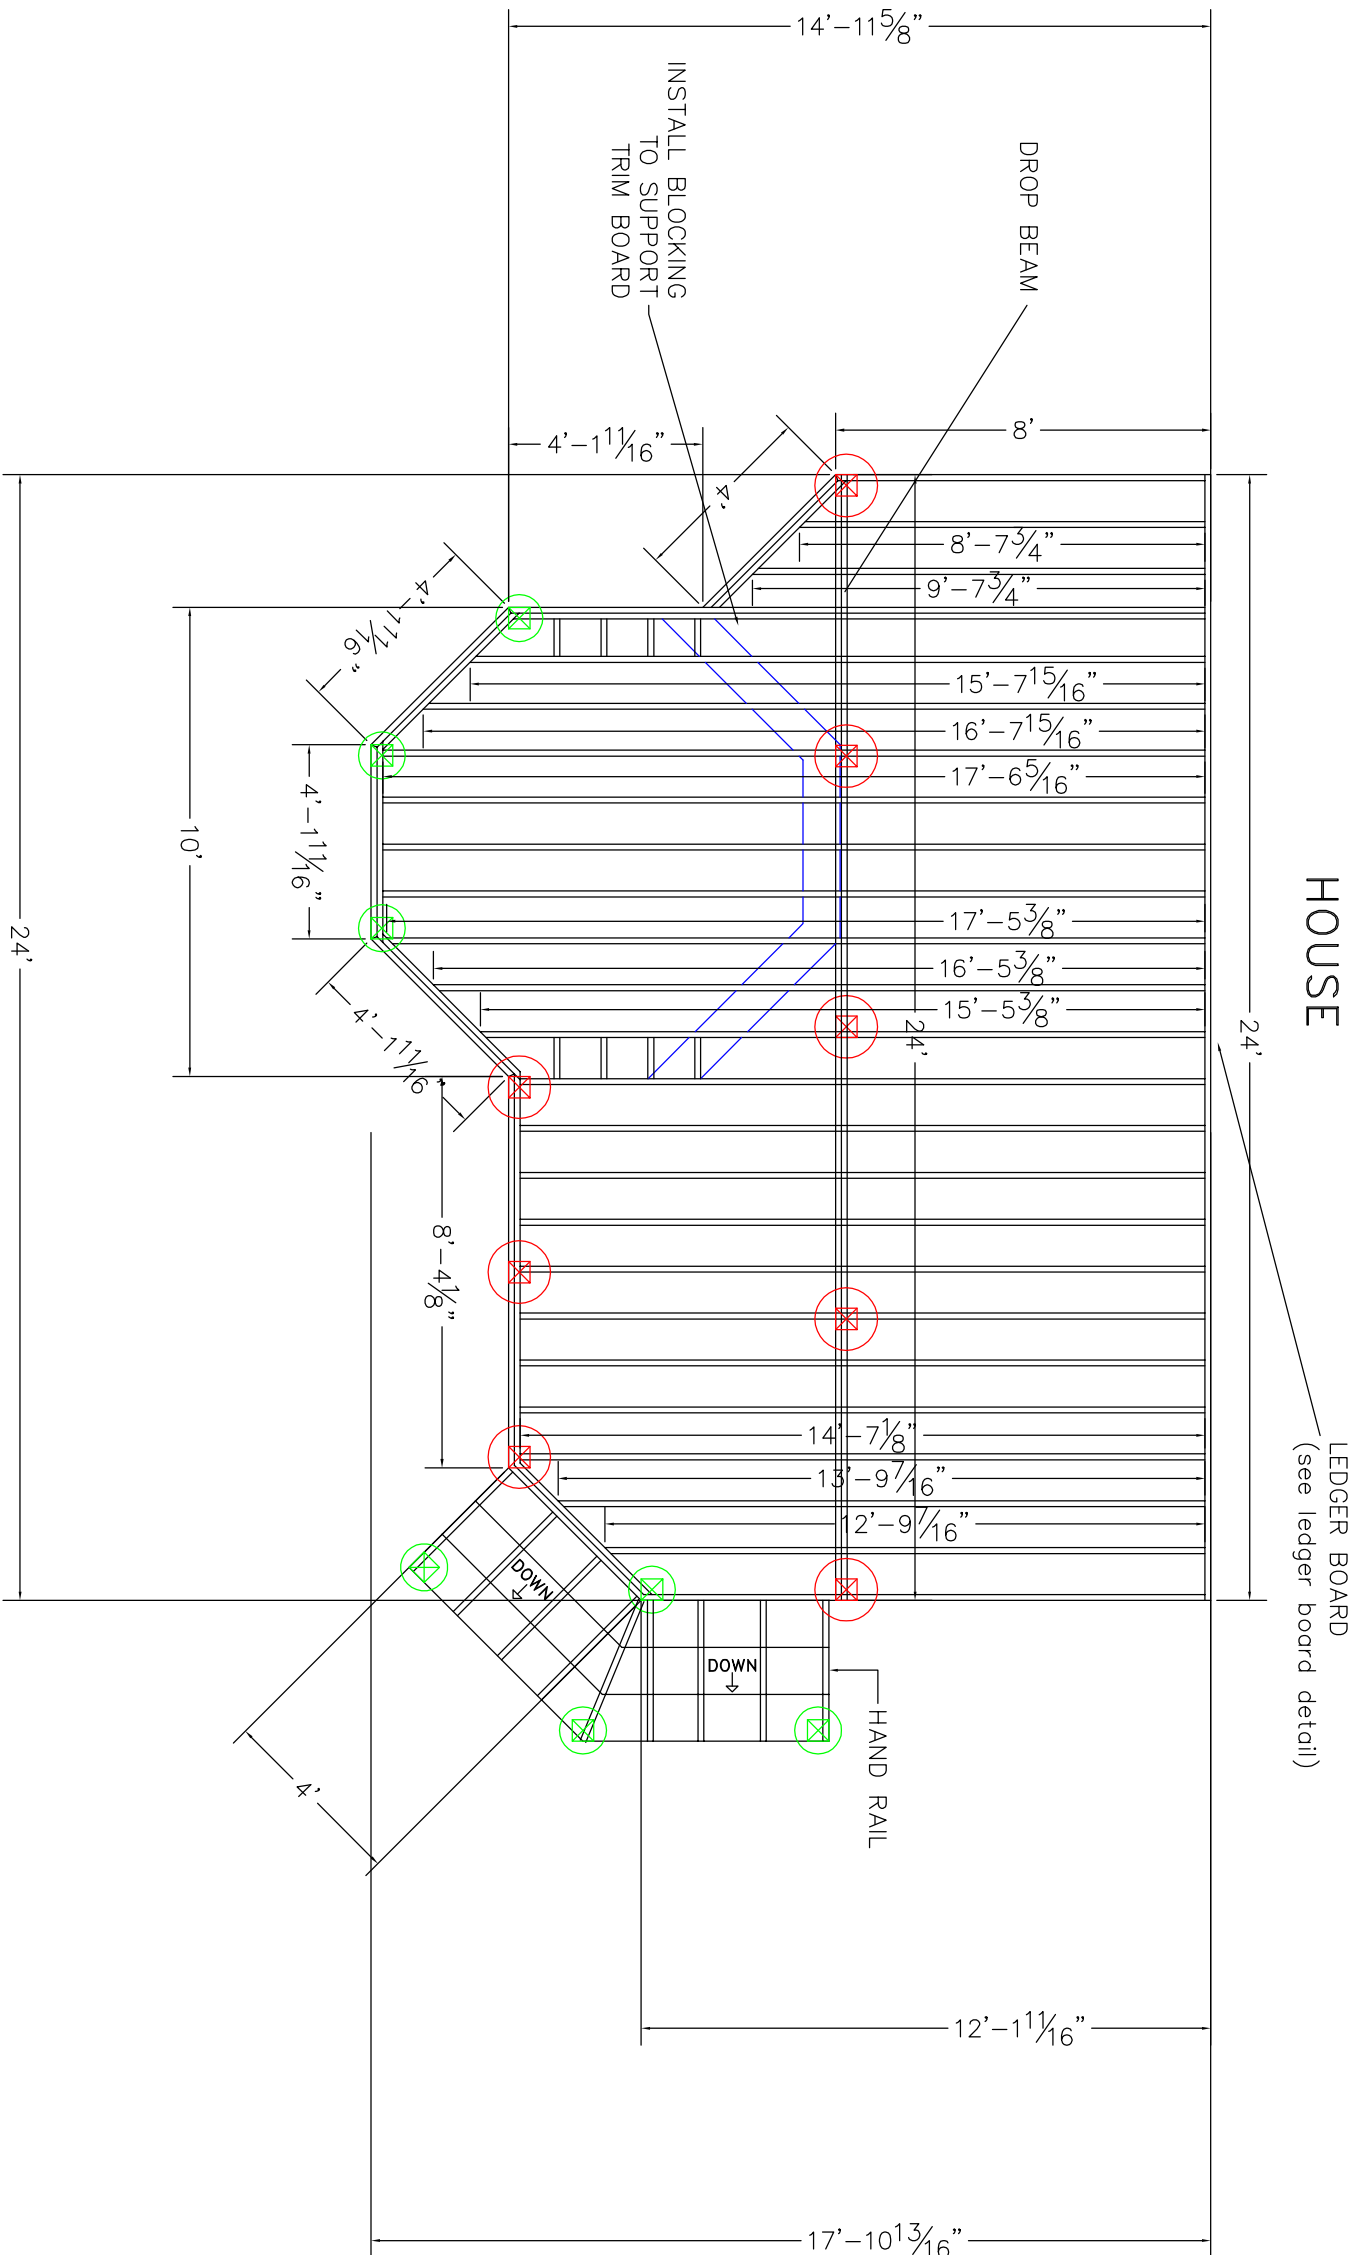 HOUSE
LEDGER BOARD
(see ledger board detail)
24'
24'
14'-11 5/8"
DROP BEAM
INSTALL BLOCKING
TO SUPPORT
TRIM BOARD
8'
4'-1 11/16"
4'
8'-7 3/4"
9'-7 3/4"
15'-7 15/16"
16'-7 15/16"
17'-6 5/16"
17'-5 3/8"
16'-5 3/8"
15'-5 3/8"
14'-7 1/8"
13'-9 7/16"
12'-9 7/16"
4'-1 11/16"
4'-1 11/16"
4'-1 11/16"
10'
8'-4 1/8"
24'
DOWN
DOWN
HAND RAIL
4'
12'-1 11/16"
17'-10 13/16"